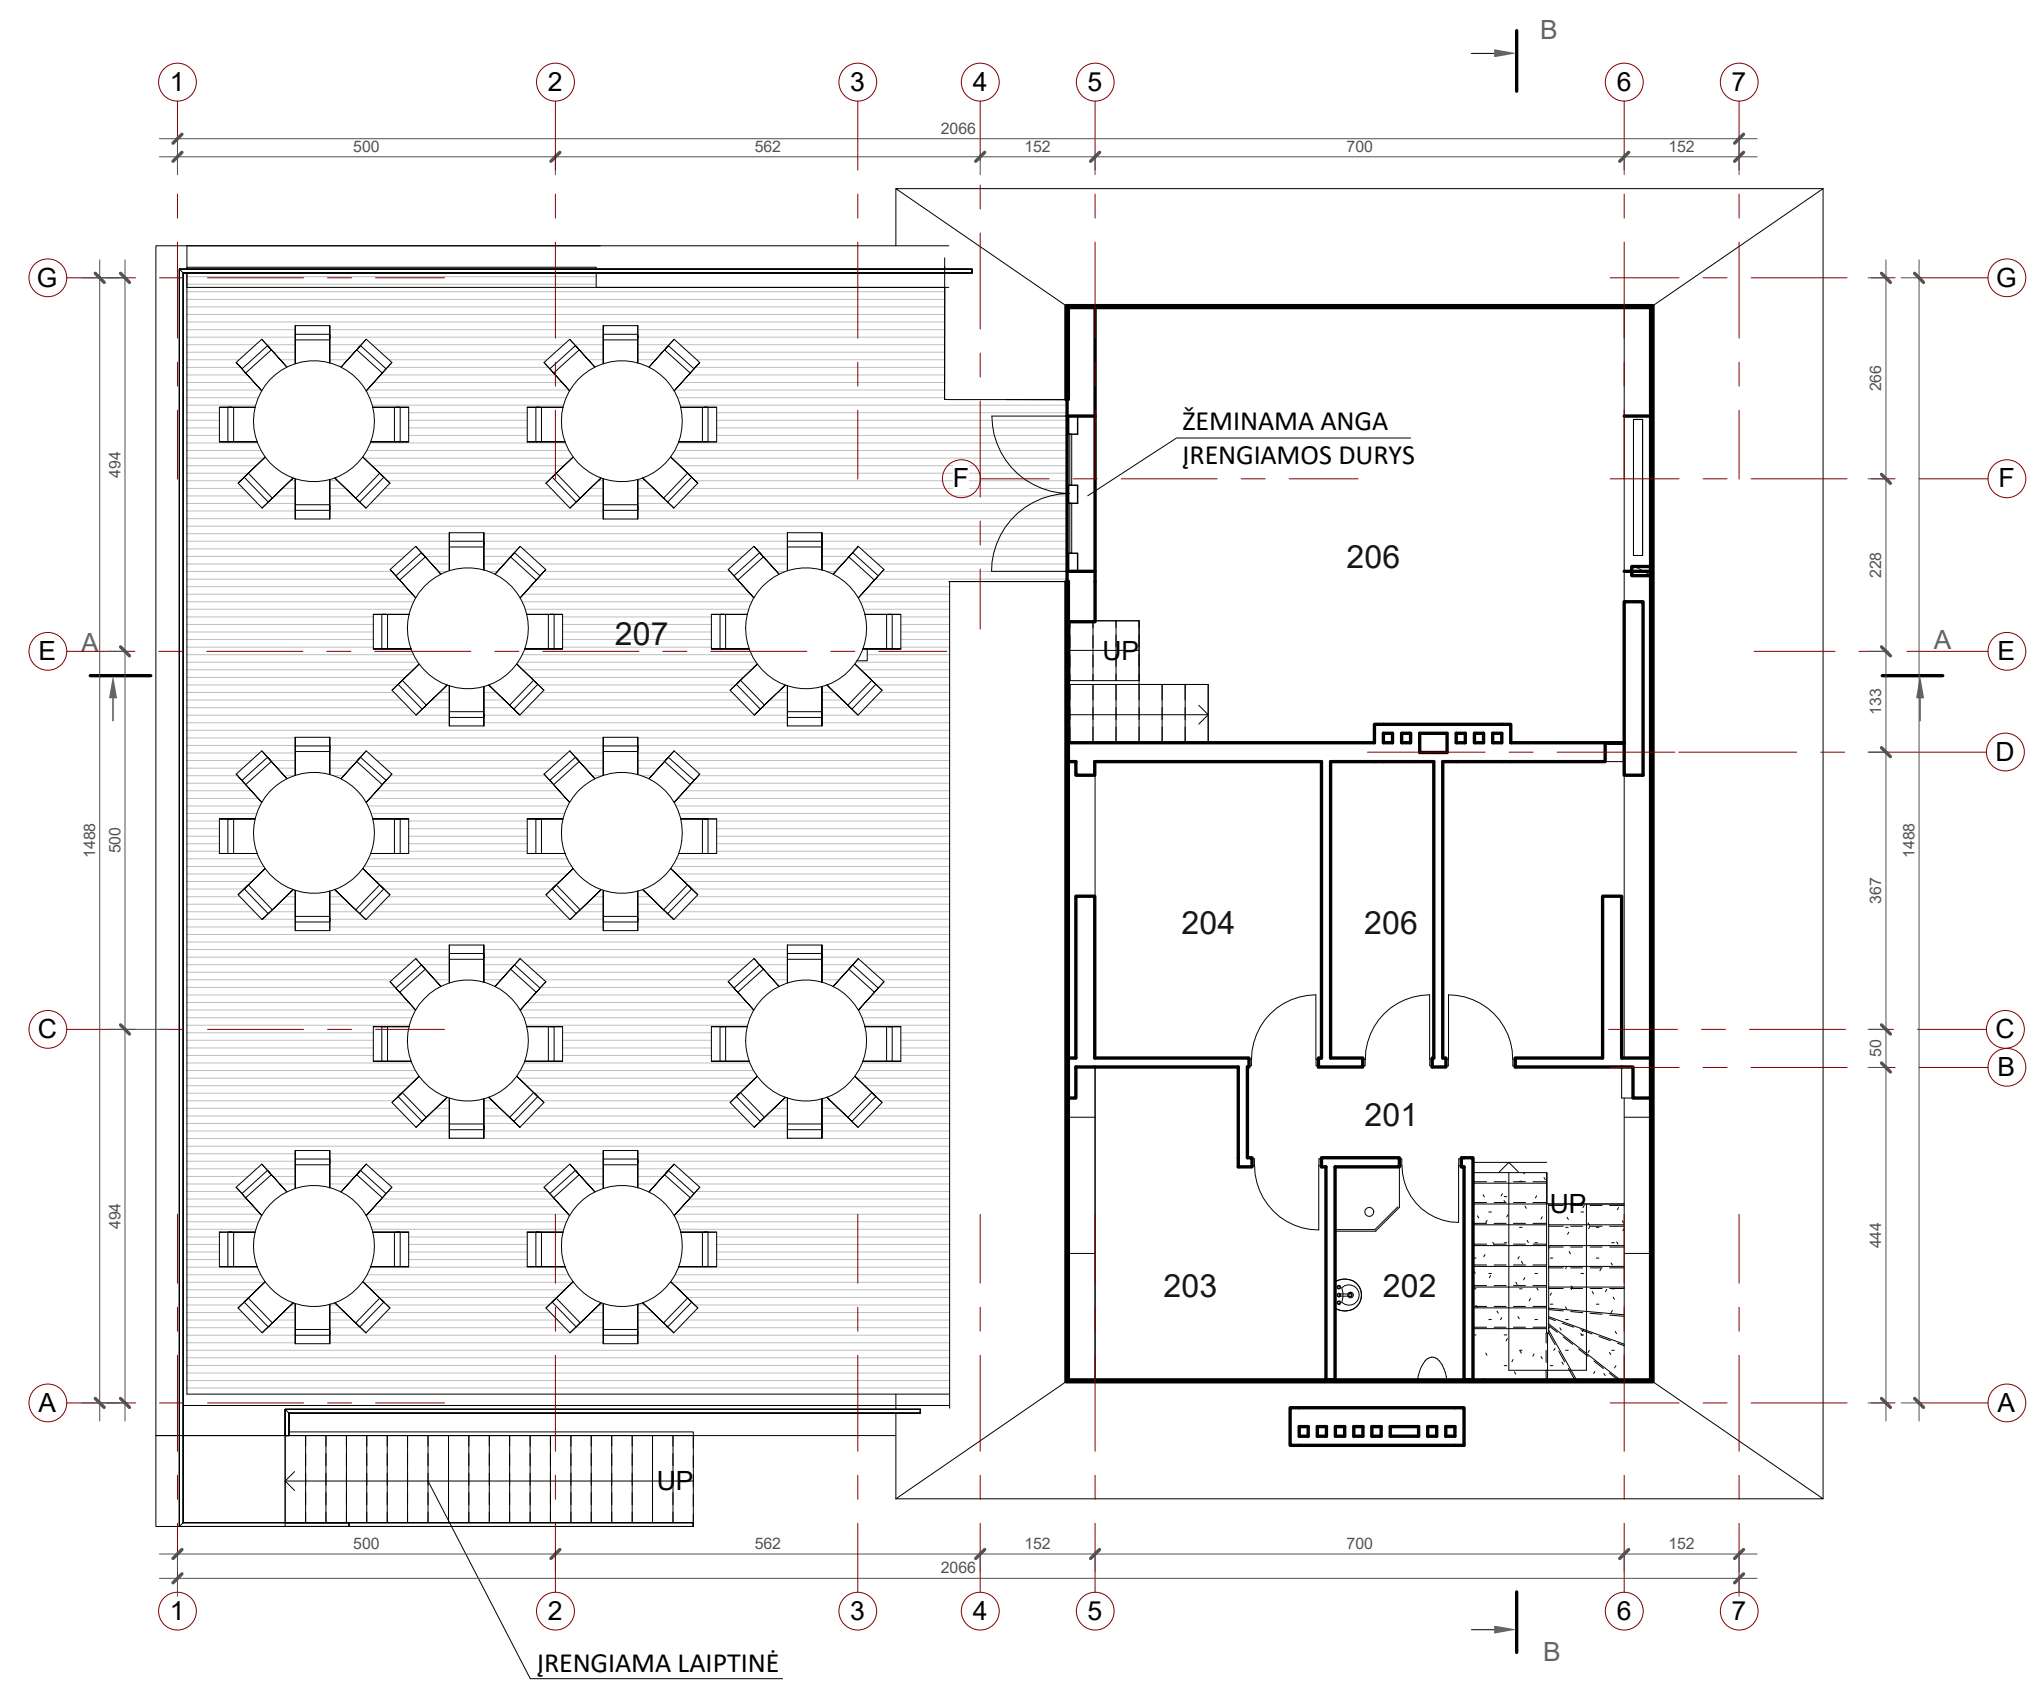 B
1 2 3 4 5 6 7
2066
500 562 152 700 152
G G
266
ŽEMINAMA ANGA
ĮRENGIAMOS DURYS
494
F F
206
228
207
E A UP A E
133
D
1488 500 1488
367
204 206
C C
50
B
201
494 UP 444
203 202
A A
UP
500 562 152 700 152
2066
1 2 3 4 5 6 7
B
ĮRENGIAMA LAIPTINĖ